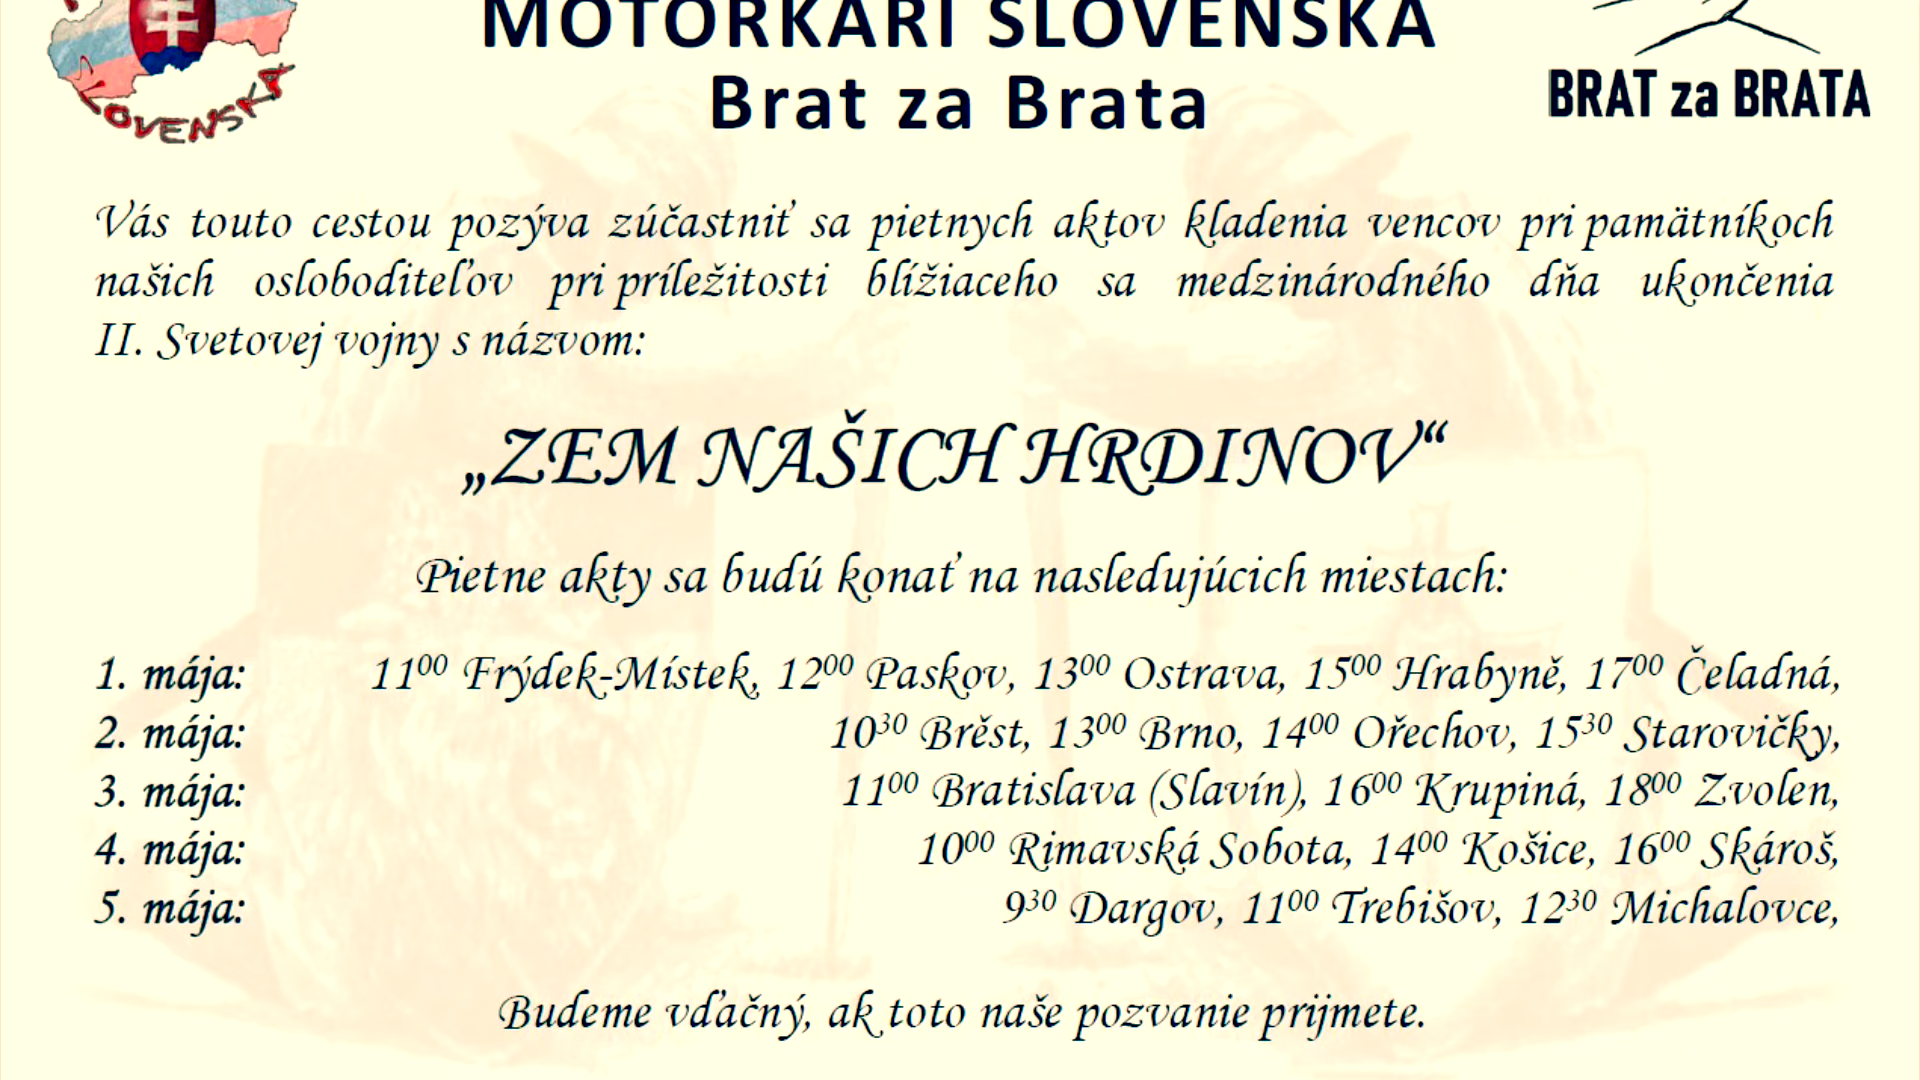 MOTORKÁRI SLOVENSKA
Brat za Brata
SLOVENSKA
BRAT za BRATA
Vás touto cestou pozýva zúčastniť sa pietnych aktov kladenia vencov pri pamätníkoch
našich osloboditeľov pri príležitosti blížiaceho sa medzinárodného dňa ukončenia
II. Svetovej vojny s názvom:
„ZEM NAŠICH HRDINOV“
Pietne akty sa budú konať na nasledujúcich miestach:
1. mája: 11⁰⁰ Frýdek-Místek, 12⁰⁰ Paskov, 13⁰⁰ Ostrava, 15⁰⁰ Hrabyně, 17⁰⁰ Čeladná,
2. mája: 10³⁰ Břěst, 13⁰⁰ Brno, 14⁰⁰ Ořechov, 15³⁰ Starovičky,
3. mája: 11⁰⁰ Bratislava (Slavín), 16⁰⁰ Krupiná, 18⁰⁰ Zvolen,
4. mája: 10⁰⁰ Rimavská Sobota, 14⁰⁰ Košice, 16⁰⁰ Skároš,
5. mája: 9³⁰ Dargov, 11⁰⁰ Trebišov, 12³⁰ Michalovce,
Budeme vďačný, ak toto naše pozvanie prijmete.